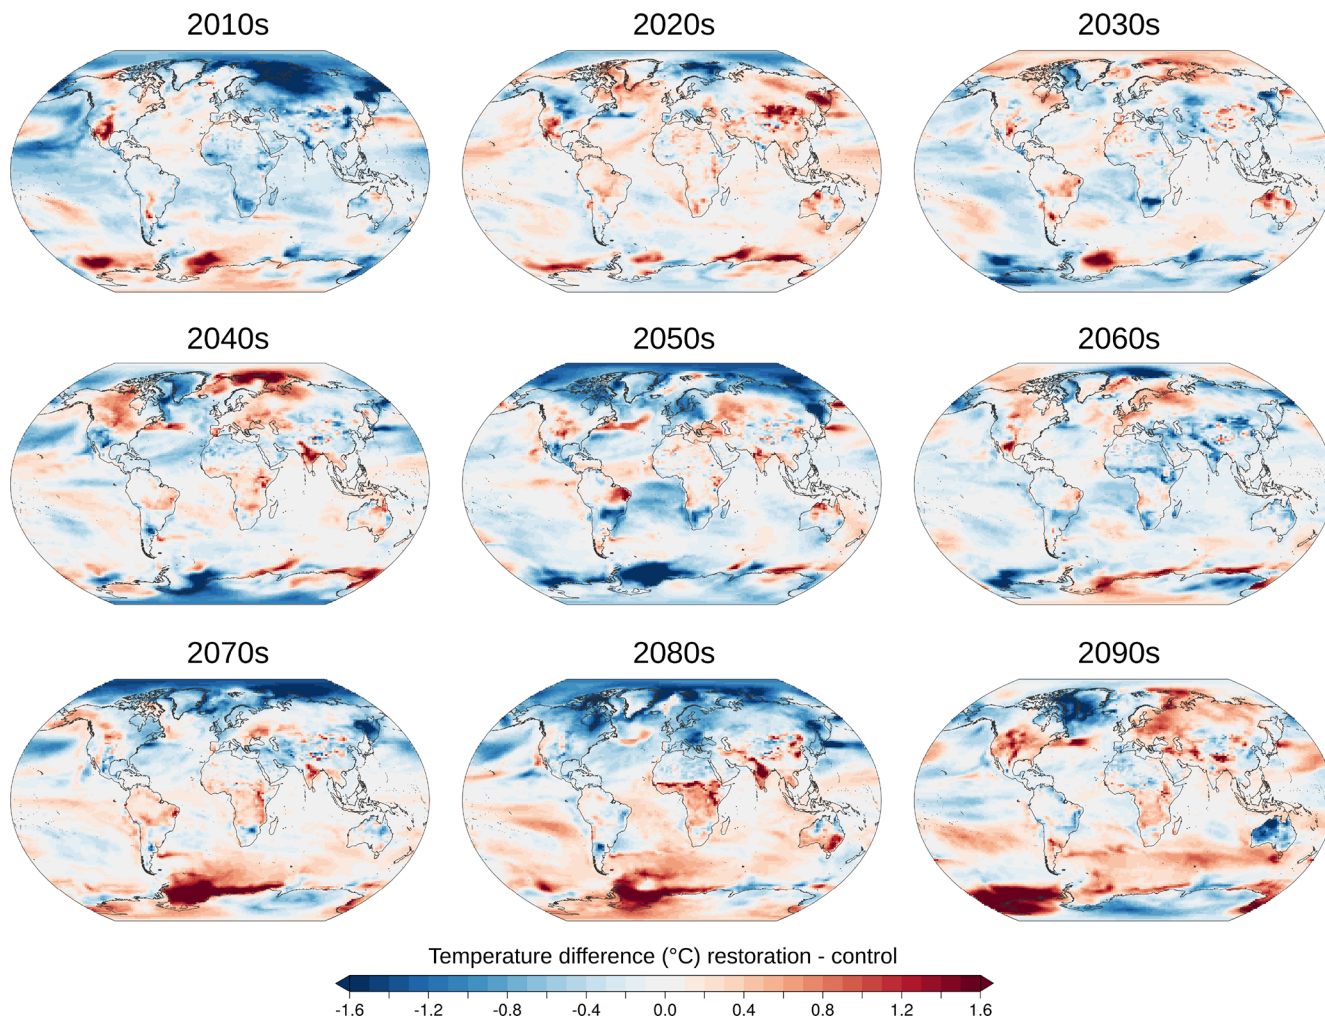 2010s
2020s
2030s
2040s
2050s
2060s
2070s
2080s
2090s
Temperature difference (°C) restoration - control
-1.6 -1.2 -0.8 -0.4 0.0 0.4 0.8 1.2 1.6